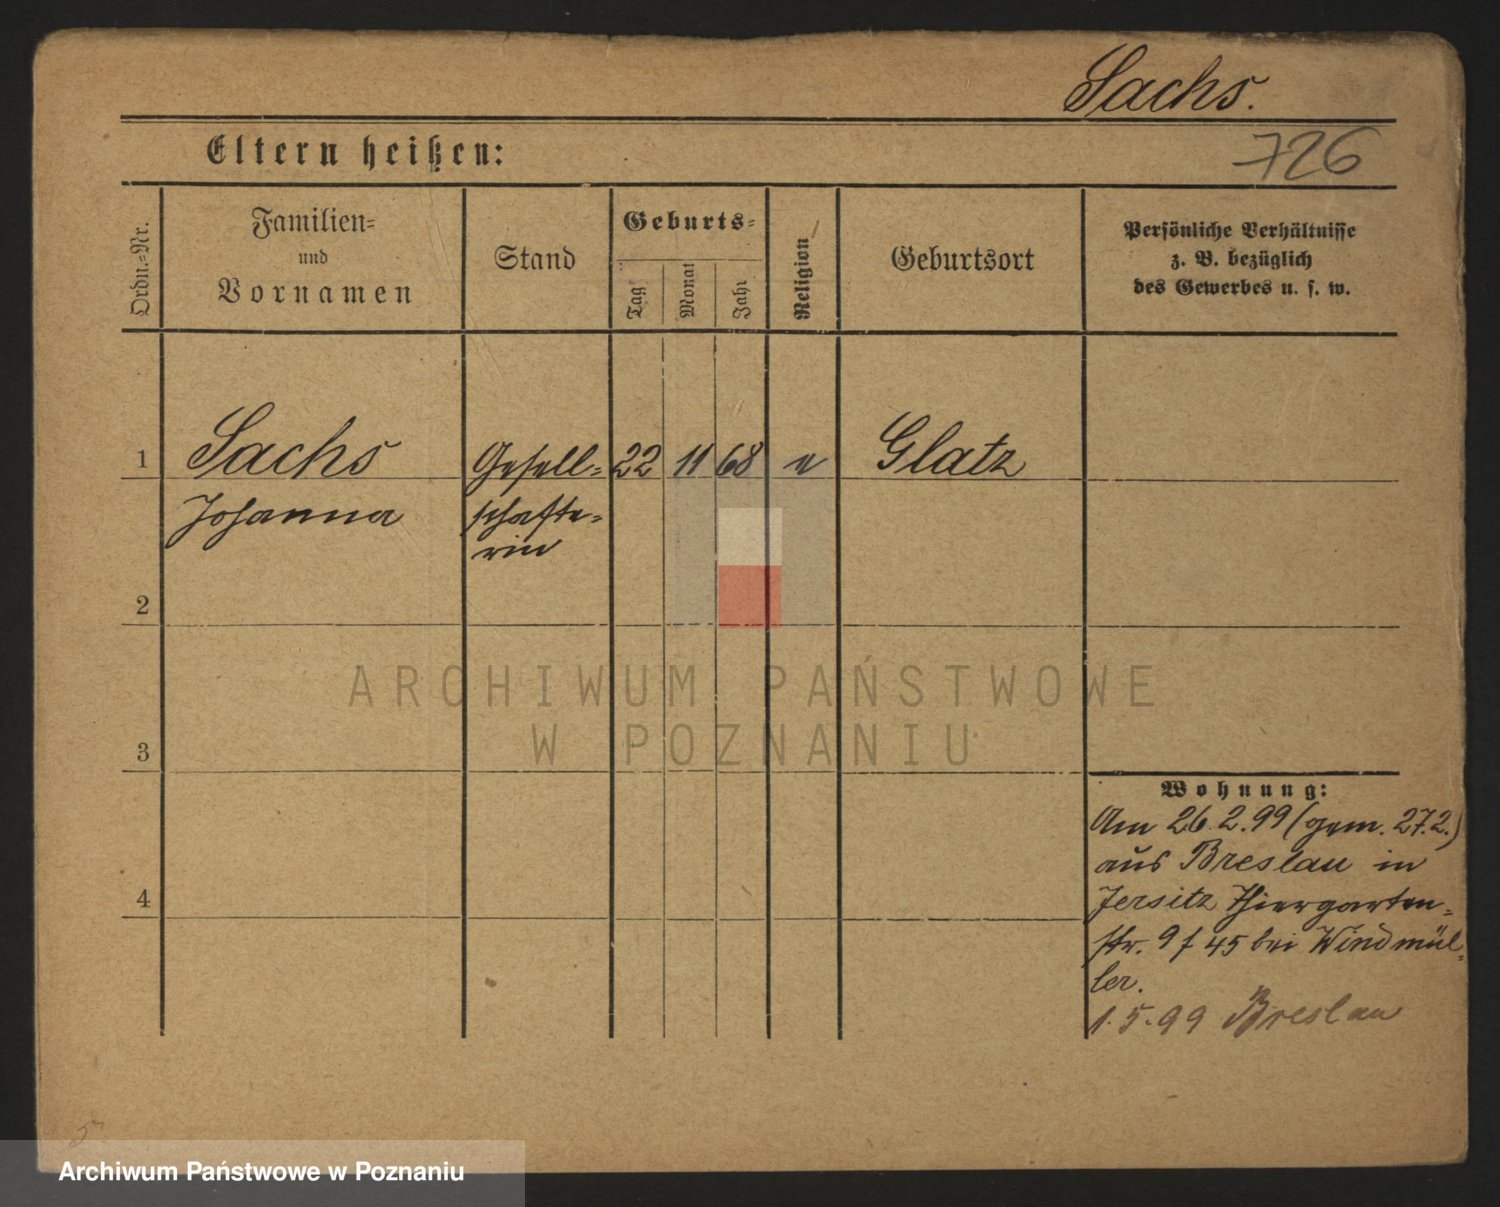 Sachs.
Eltern heißen:
726
Ordn.-Nr.
Familien-
und
Vornamen
Stand
Geburts-
Tag
Monat
Jahr
Religion
Geburtsort
Persönliche Verhältnisse
z. B. bezüglich
des Gewerbes u. s. w.
1 Sachs Gesell- 22 11 68 e Glatz
Johanna schafte-
rin
2
ARCHIWUM PAŃSTWOWE
W POZNANIU
3
Wohnung:
Am 26.2.99 (gem. 27.2.)
aus Breslau in
Jersitz Thiergarten-
4
str. 9 f 45 bei Windmül-
ler.
1.5.99 Breslau
Archiwum Państwowe w Poznaniu